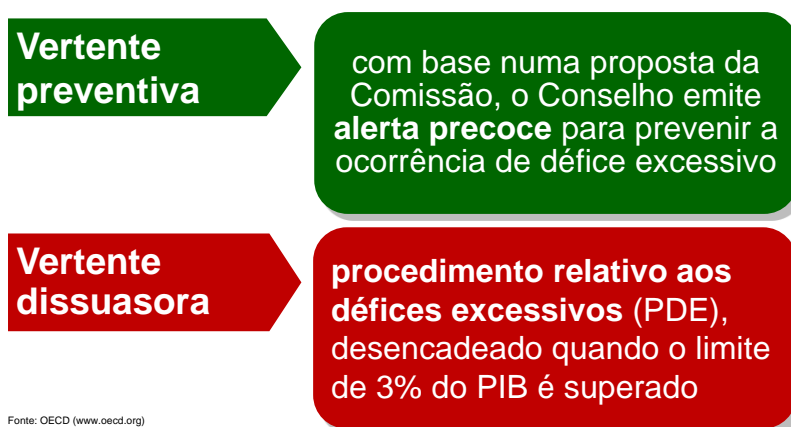 Vertente
preventiva
com base numa proposta da
Comissão, o Conselho emite
alerta precoce para prevenir a
ocorrência de défice excessivo
Vertente
dissuasora
procedimento relativo aos
défices excessivos (PDE),
desencadeado quando o limite
de 3% do PIB é superado
Fonte: OECD (www.oecd.org)